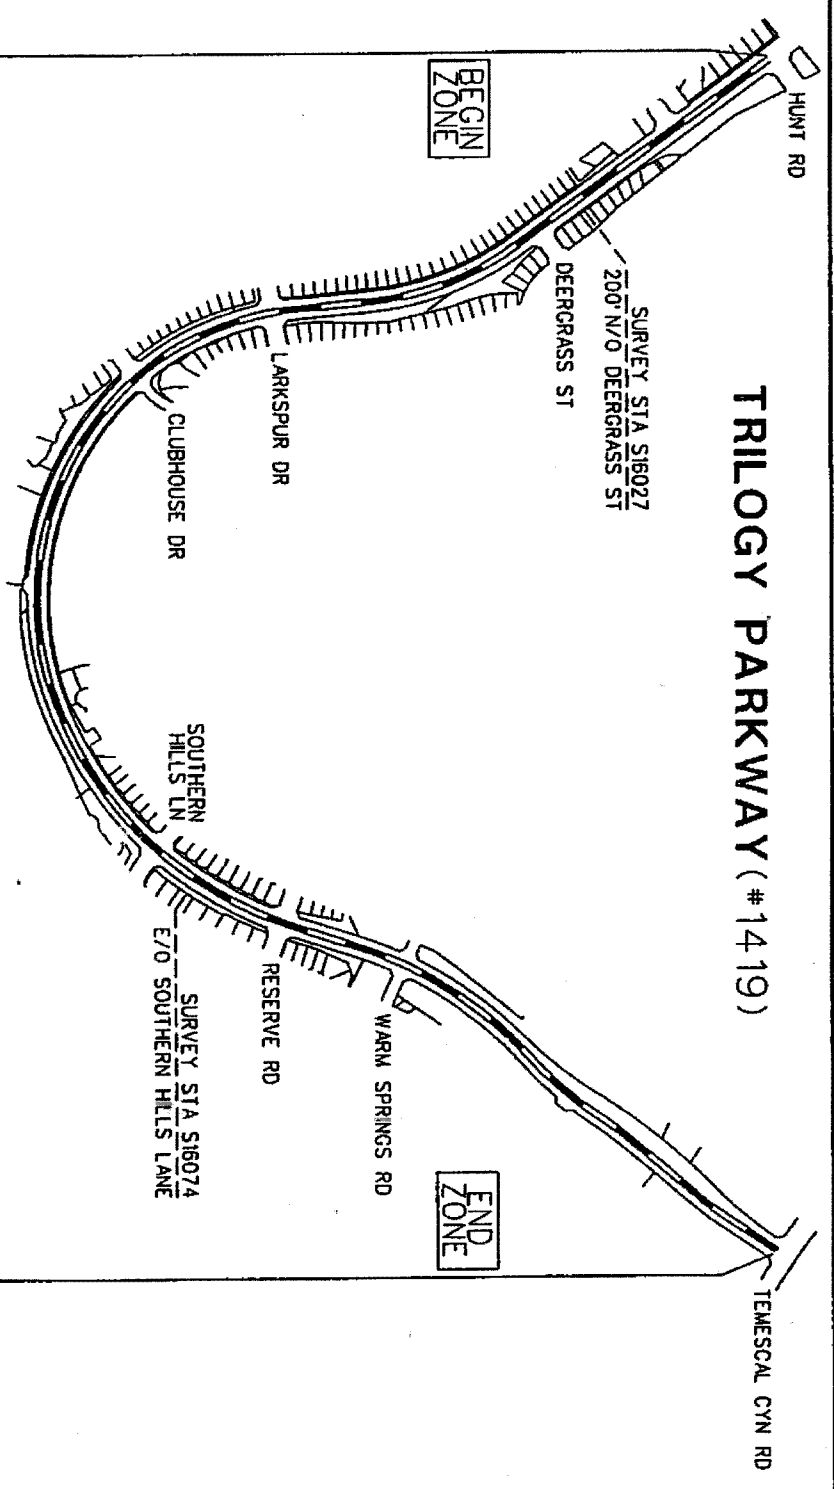 TRILOGY PARKWAY (#1419)
HUNT RD
BEGIN
ZONE
SURVEY STA S16027
200' N/O DEERGRASS ST
DEERGRASS ST
LARKSPUR DR
CLUBHOUSE DR
SOUTHERN
HILLS LN
SURVEY STA S16074
E/O SOUTHERN HILLS LANE
RESERVE RD
WARM SPRINGS RD
END
ZONE
TEMESCAL CYN RD